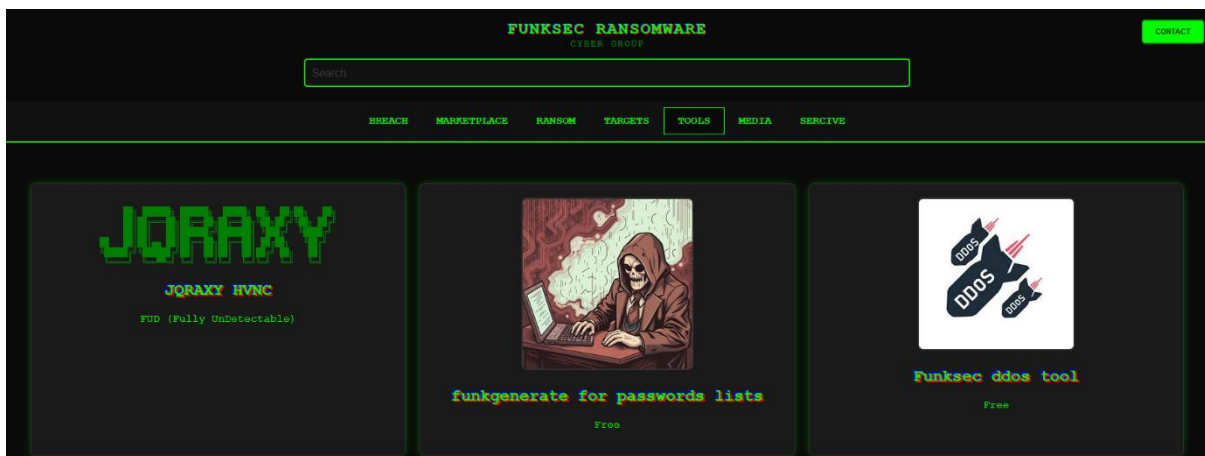 FUNKSEC RANSOMWARE
CYBER GROUP
CONTACT
Search
BREACH MARKETPLACE RANSOM TARGETS TOOLS MEDIA SERCIVE
JQRAXY
JQRAXY HVNC
FUD (Fully UnDetectable)
funkgenerate for passwords lists
Free
DDOS
DDOS
DDOS
Funksec ddos tool
Free